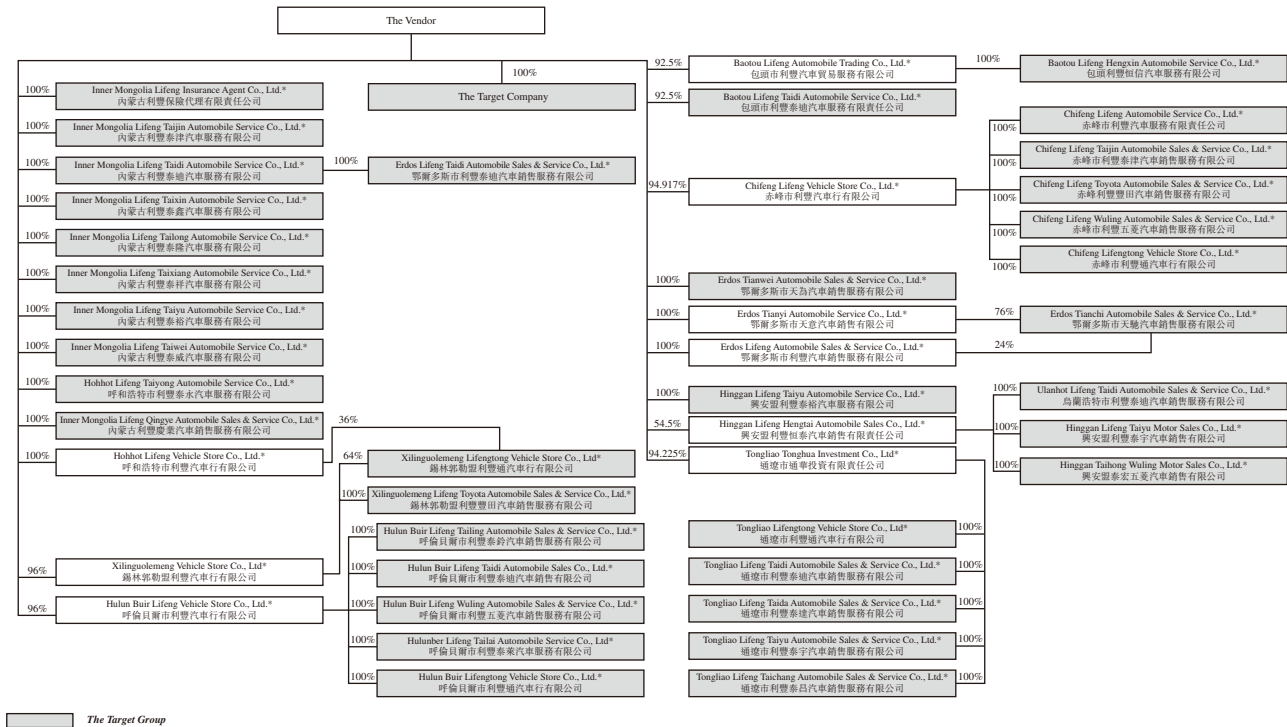 The Vendor
100%
The Target Company
100%
Inner Mongolia Lifeng Insurance Agent Co., Ltd.*
內蒙古利豐保險代理有限責任公司
100%
Inner Mongolia Lifeng Taijin Automobile Service Co., Ltd.*
內蒙古利豐泰津汽車服務有限公司
100%
Inner Mongolia Lifeng Taidi Automobile Service Co., Ltd.*
內蒙古利豐泰迪汽車服務有限公司
100%
Erdos Lifeng Taidi Automobile Sales & Service Co., Ltd.*
鄂爾多斯市利豐泰迪汽車銷售服務有限公司
100%
Inner Mongolia Lifeng Taixin Automobile Service Co., Ltd.*
內蒙古利豐泰鑫汽車服務有限公司
100%
Inner Mongolia Lifeng Tailong Automobile Service Co., Ltd.*
內蒙古利豐泰隆汽車服務有限公司
100%
Inner Mongolia Lifeng Taixiang Automobile Service Co., Ltd.*
內蒙古利豐泰祥汽車服務有限公司
100%
Inner Mongolia Lifeng Taiyu Automobile Service Co., Ltd.*
內蒙古利豐泰裕汽車服務有限公司
100%
Inner Mongolia Lifeng Taiwei Automobile Service Co., Ltd.*
內蒙古利豐泰威汽車服務有限公司
100%
Hohhot Lifeng Taiyong Automobile Service Co., Ltd.*
呼和浩特市利豐泰永汽車服務有限公司
100%
Inner Mongolia Lifeng Qingye Automobile Sales & Service Co., Ltd.*
內蒙古利豐慶業汽車銷售服務有限公司
100%
Hohhot Lifeng Vehicle Store Co., Ltd.*
呼和浩特市利豐汽車行有限公司
36%
64%
Xilinguolemeng Lifengtong Vehicle Store Co., Ltd*
錫林郭勒盟利豐通汽車行有限公司
100%
Xilinguolemeng Lifeng Toyota Automobile Sales & Service Co., Ltd.*
錫林郭勒盟利豐豐田汽車銷售服務有限公司
96%
Xilinguolemeng Vehicle Store Co., Ltd*
錫林郭勒盟利豐汽車行有限公司
96%
Hulun Buir Lifeng Vehicle Store Co., Ltd.*
呼倫貝爾市利豐汽車行有限公司
100%
Hulun Buir Lifeng Tailing Automobile Sales & Service Co., Ltd.*
呼倫貝爾市利豐泰鈴汽車銷售服務有限公司
100%
Hulun Buir Lifeng Taidi Automobile Sales Co., Ltd.*
呼倫貝爾市利豐泰迪汽車銷售有限公司
100%
Hulun Buir Lifeng Wuling Automobile Sales & Service Co., Ltd.*
呼倫貝爾市利豐五菱汽車銷售服務有限公司
100%
Hulunber Lifeng Tailai Automobile Service Co., Ltd*
呼倫貝爾市利豐泰萊汽車服務有限公司
100%
Hulun Buir Lifengtong Vehicle Store Co., Ltd.*
呼倫貝爾市利豐通汽車行有限公司
92.5%
Baotou Lifeng Automobile Trading Co., Ltd.*
包頭市利豐汽車貿易服務有限公司
100%
Baotou Lifeng Hengxin Automobile Service Co., Ltd.*
包頭利豐恒信汽車服務有限公司
92.5%
Baotou Lifeng Taidi Automobile Service Co., Ltd.*
包頭市利豐泰迪汽車服務有限責任公司
94.917%
Chifeng Lifeng Vehicle Store Co., Ltd.*
赤峰市利豐汽車行有限公司
100%
Chifeng Lifeng Automobile Service Co., Ltd.*
赤峰市利豐汽車服務有限責任公司
100%
Chifeng Lifeng Taijin Automobile Sales & Service Co., Ltd.*
赤峰市利豐泰津汽車銷售服務有限公司
100%
Chifeng Lifeng Toyota Automobile Sales & Service Co., Ltd.*
赤峰利豐豐田汽車銷售服務有限公司
100%
Chifeng Lifeng Wuling Automobile Sales & Service Co., Ltd.*
赤峰市利豐五菱汽車銷售服務有限公司
100%
Chifeng Lifengtong Vehicle Store Co., Ltd.*
赤峰市利豐通汽車行有限公司
100%
Erdos Tianwei Automobile Sales & Service Co., Ltd.*
鄂爾多斯市天為汽車銷售服務有限公司
100%
Erdos Tianyi Automobile Service Co., Ltd.*
鄂爾多斯市天意汽車銷售有限公司
76%
Erdos Tianchi Automobile Sales & Service Co., Ltd.*
鄂爾多斯市天馳汽車銷售服務有限公司
100%
Erdos Lifeng Automobile Sales & Service Co., Ltd.*
鄂爾多斯市利豐汽車銷售服務有限公司
24%
100%
Hinggan Lifeng Taiyu Automobile Service Co., Ltd.*
興安盟利豐泰裕汽車服務有限公司
54.5%
Hinggan Lifeng Hengtai Automobile Sales Co., Ltd.*
興安盟利豐恒泰汽車銷售有限責任公司
100%
Ulanhot Lifeng Taidi Automobile Sales & Service Co., Ltd.*
烏蘭浩特市利豐泰迪汽車銷售服務有限公司
100%
Hinggan Lifeng Taiyu Motor Sales Co., Ltd.*
興安盟利豐泰宇汽車銷售有限公司
100%
Hinggan Taihong Wuling Motor Sales Co., Ltd.*
興安盟泰宏五菱汽車銷售有限公司
94.225%
Tongliao Tonghua Investment Co., Ltd*
通遼市通華投資有限責任公司
Tongliao Lifengtong Vehicle Store Co., Ltd*
通遼市利豐通汽車行有限公司
100%
Tongliao Lifeng Taidi Automobile Sales & Service Co., Ltd.*
通遼市利豐泰迪汽車銷售服務有限公司
100%
Tongliao Lifeng Taida Automobile Sales & Service Co., Ltd.*
通遼市利豐泰達汽車銷售服務有限公司
100%
Tongliao Lifeng Taiyu Automobile Sales & Service Co., Ltd.*
通遼市利豐泰宇汽車銷售服務有限公司
100%
Tongliao Lifeng Taichang Automobile Sales & Service Co., Ltd.*
通遼市利豐泰昌汽車銷售服務有限公司
100%
The Target Group